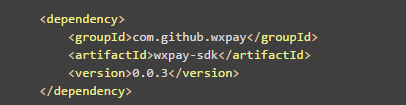 <dependency>
<groupId>com.github.wxpay</groupId>
<artifactId>wxpay-sdk</artifactId>
<version>0.0.3</version>
</dependency>